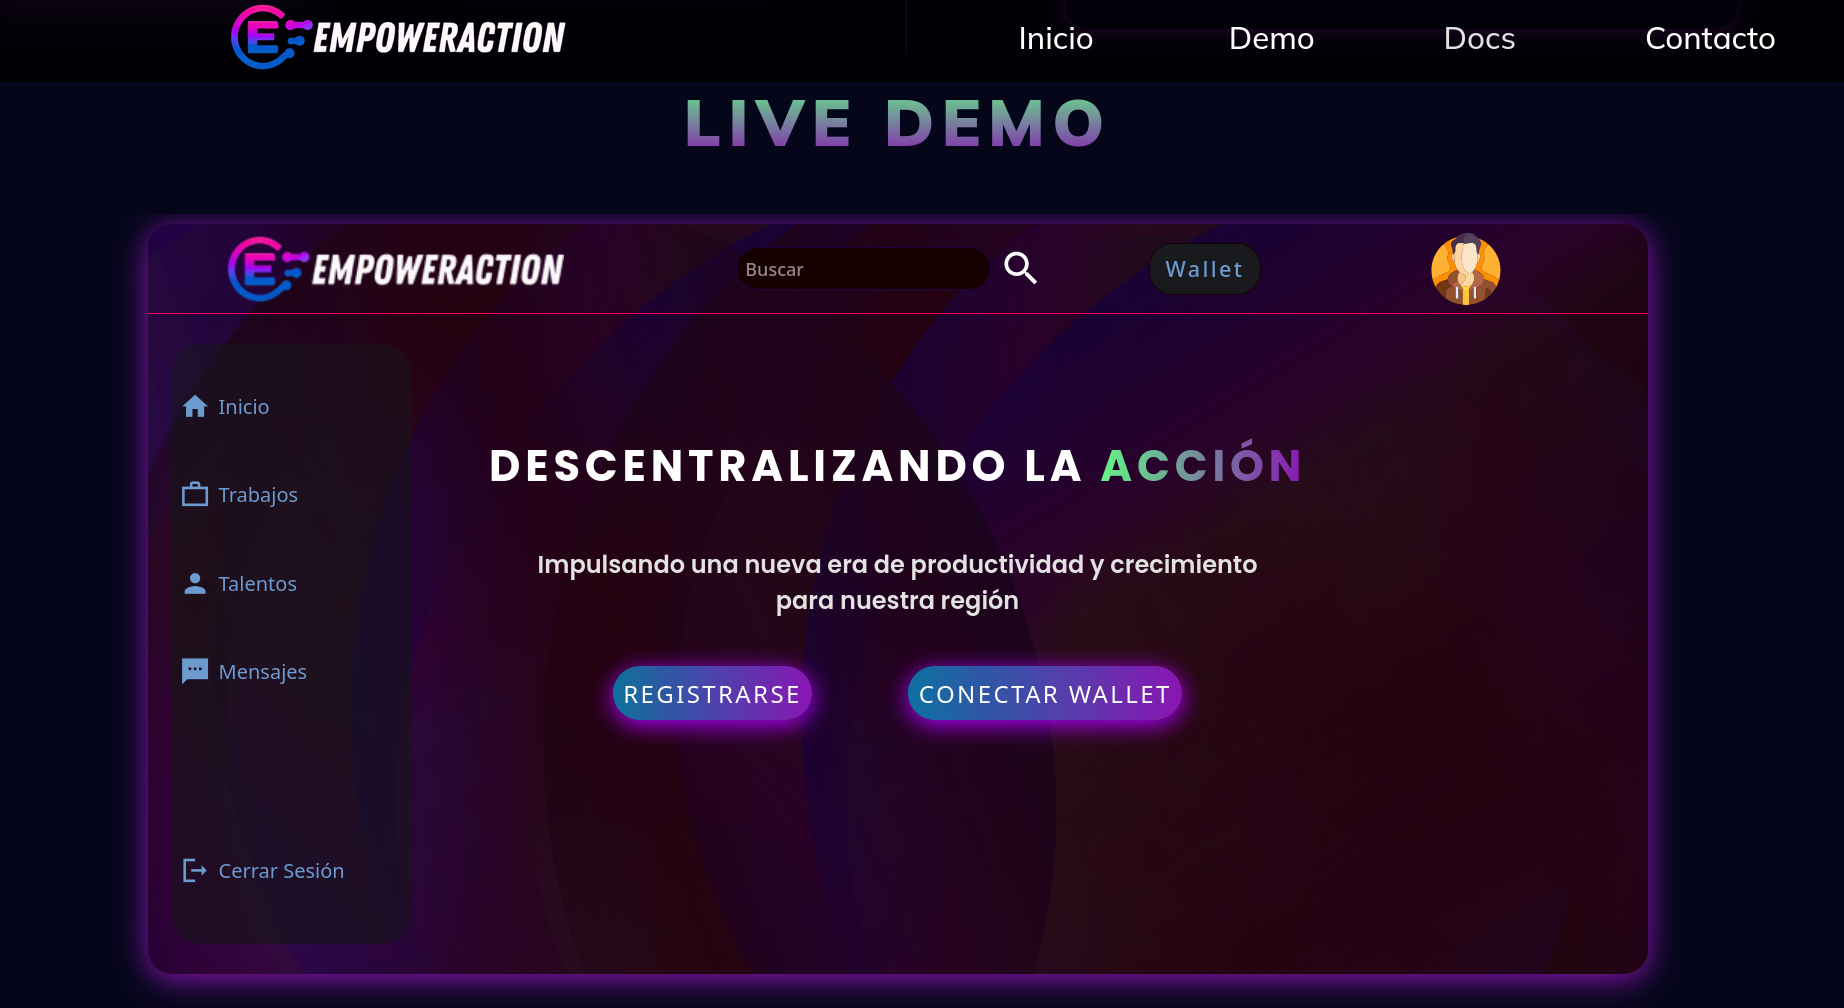 EMPOWERACTION
Inicio Demo Docs Contacto
LIVE DEMO
EMPOWERACTION
Buscar
Wallet
Inicio
Trabajos
Talentos
Mensajes
Cerrar Sesión
DESCENTRALIZANDO LA ACCIÓN
Impulsando una nueva era de productividad y crecimiento
para nuestra región
REGISTRARSE
CONECTAR WALLET